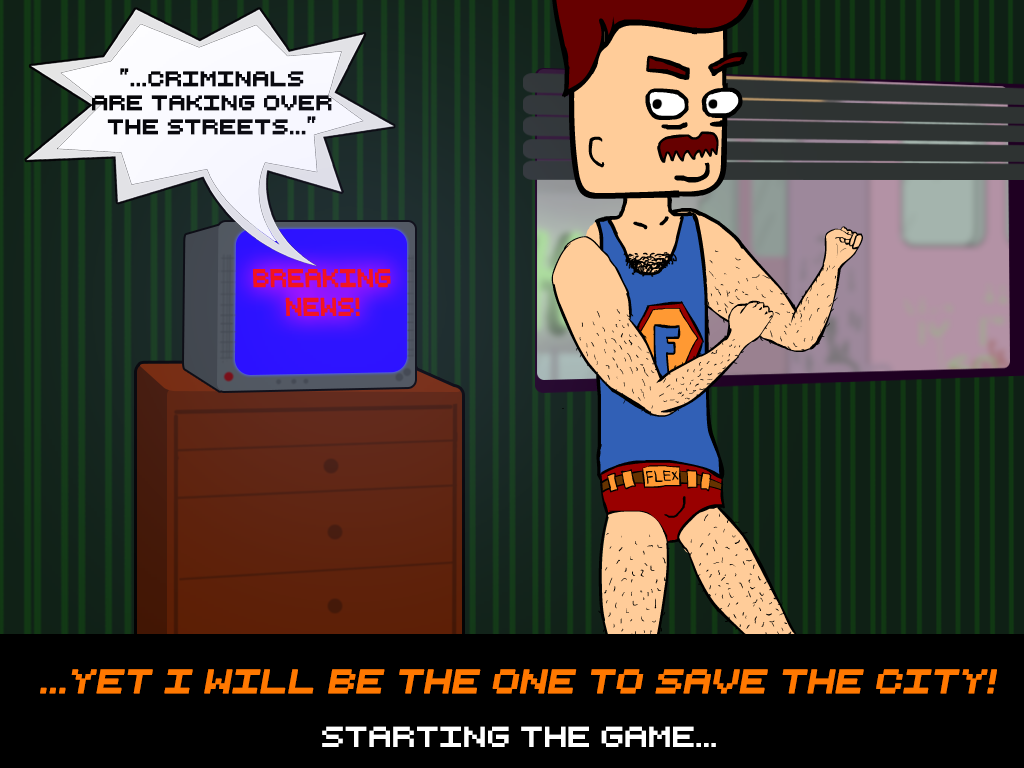 "...CRIMINALS
ARE TAKING OVER
THE STREETS..."
BREAKING
NEWS!
F
FLEX
...YET I WILL BE THE ONE TO SAVE THE CITY!
STARTING THE GAME...